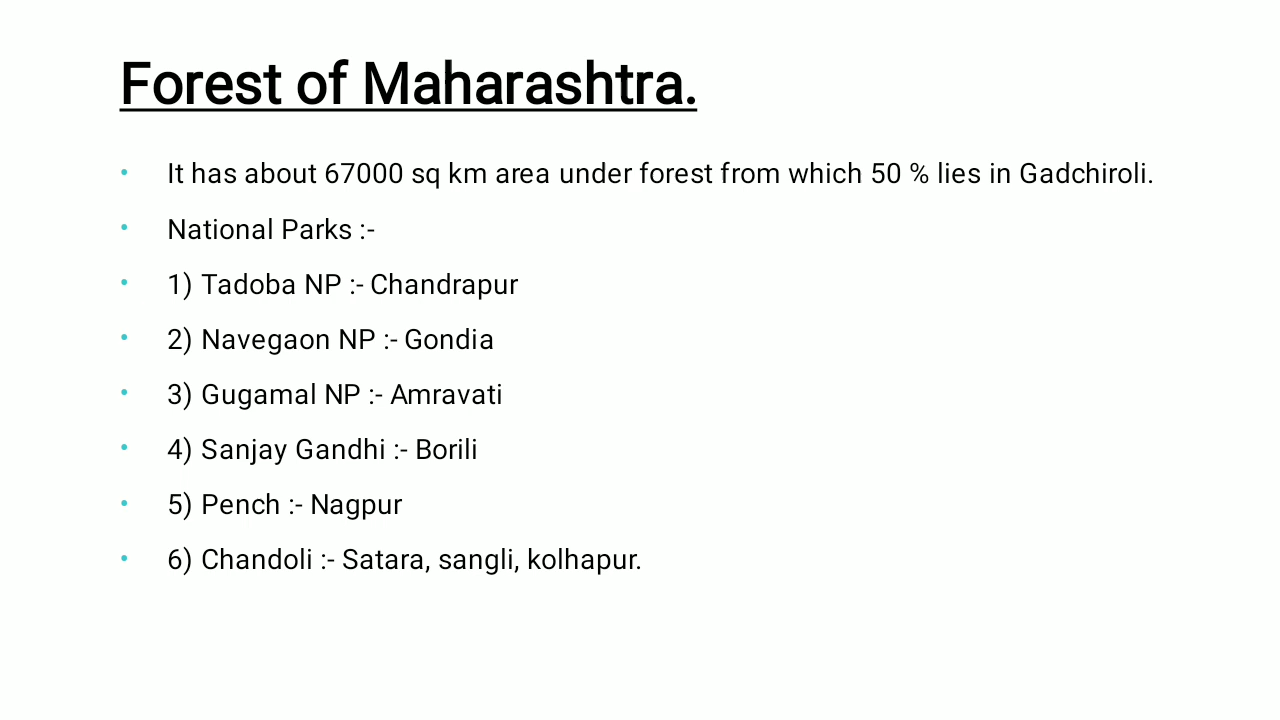 Forest of Maharashtra.
• It has about 67000 sq km area under forest from which 50 % lies in Gadchiroli.
• National Parks :-
• 1) Tadoba NP :- Chandrapur
• 2) Navegaon NP :- Gondia
• 3) Gugamal NP :- Amravati
• 4) Sanjay Gandhi :- Borili
• 5) Pench :- Nagpur
• 6) Chandoli :- Satara, sangli, kolhapur.